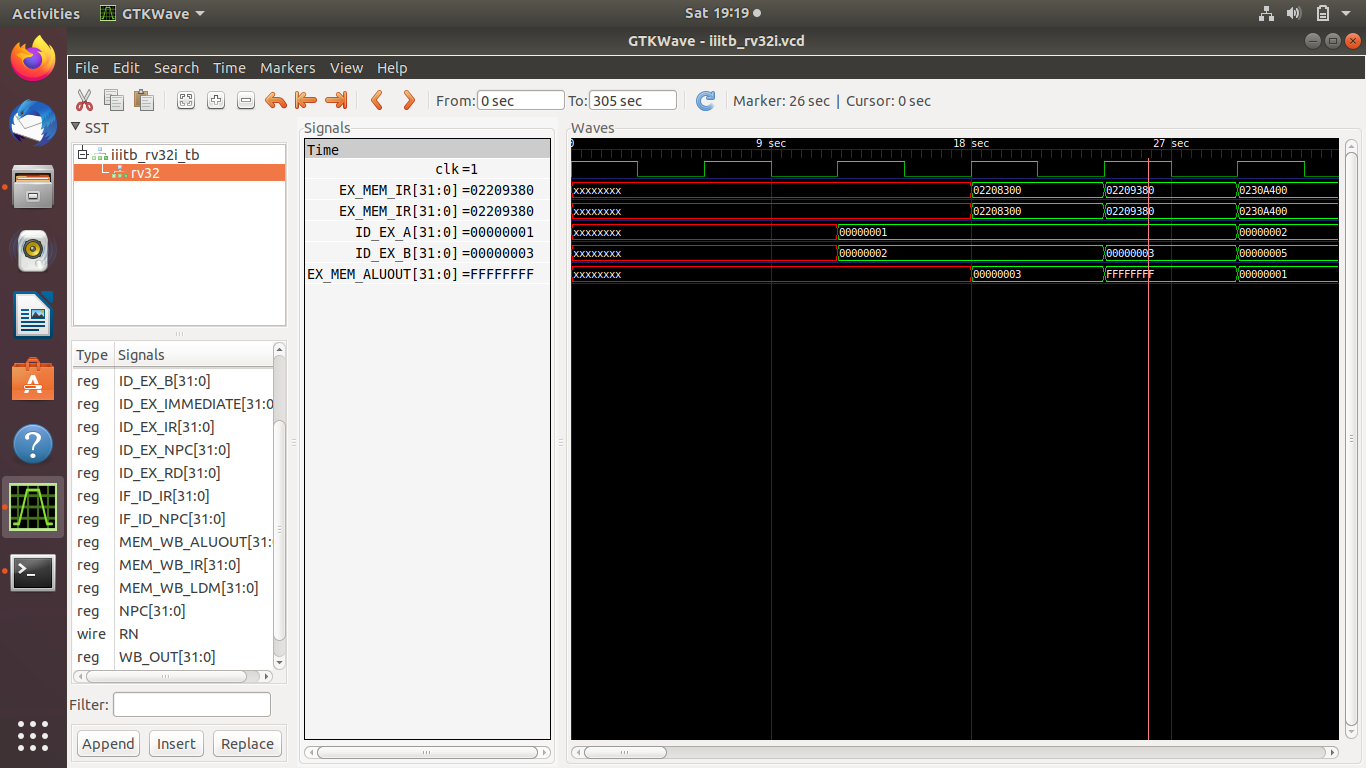 Activities GTKWave Sat 19:19
GTKWave - iiitb_rv32i.vcd
File Edit Search Time Markers View Help
From: 0 sec To: 305 sec Marker: 26 sec | Cursor: 0 sec
SST
iiitb_rv32i_tb
rv32
Type Signals
reg ID_EX_B[31:0]
reg ID_EX_IMMEDIATE[31:0
reg ID_EX_IR[31:0]
reg ID_EX_NPC[31:0]
reg ID_EX_RD[31:0]
reg IF_ID_IR[31:0]
reg IF_ID_NPC[31:0]
reg MEM_WB_ALUOUT[31:
reg MEM_WB_IR[31:0]
reg MEM_WB_LDM[31:0]
reg NPC[31:0]
wire RN
reg WB_OUT[31:0]
Filter:
Append Insert Replace
Signals
Time
clk=1
EX_MEM_IR[31:0]=02209380
EX_MEM_IR[31:0]=02209380
ID_EX_A[31:0]=00000001
ID_EX_B[31:0]=00000003
EX_MEM_ALUOUT[31:0]=FFFFFFFF
Waves
0 9 sec 18 sec 27 sec
xxxxxxxx 02208300 02209380 0230A400
xxxxxxxx 02208300 02209380 0230A400
xxxxxxxx 00000001 00000002
xxxxxxxx 00000002 00000003 00000005
xxxxxxxx 00000003 FFFFFFFF 00000001